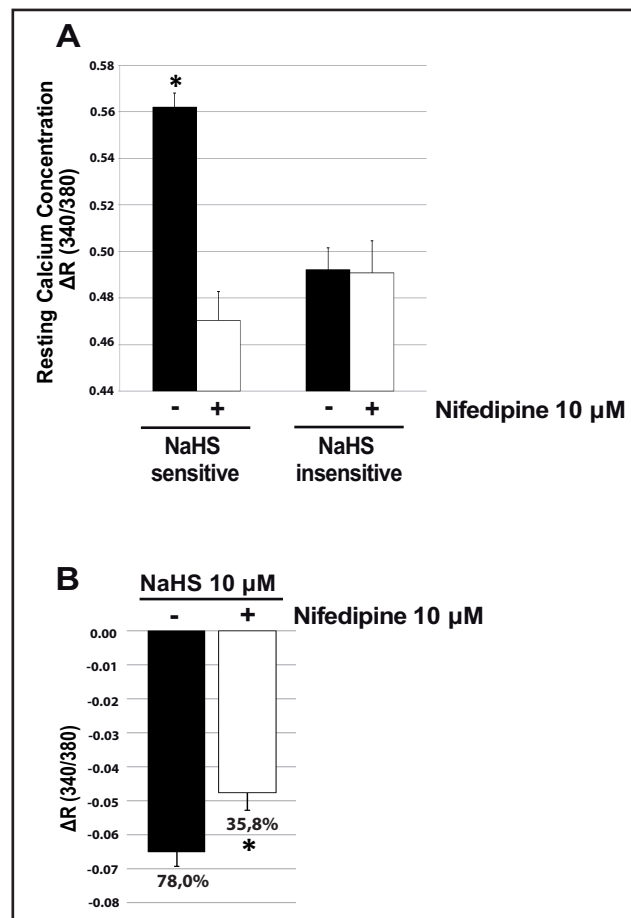 A
Resting Calcium Concentration
ΔR (340/380)
0.58
0.56
0.54
0.52
0.50
0.48
0.46
0.44
*
- + - + Nifedipine 10 µM
NaHS NaHS
sensitive insensitive
B
NaHS 10 µM
- + Nifedipine 10 µM
ΔR (340/380)
0.00
-0.01
-0.02
-0.03
-0.04
-0.05
-0.06
-0.07
-0.08
35,8%
*
78,0%